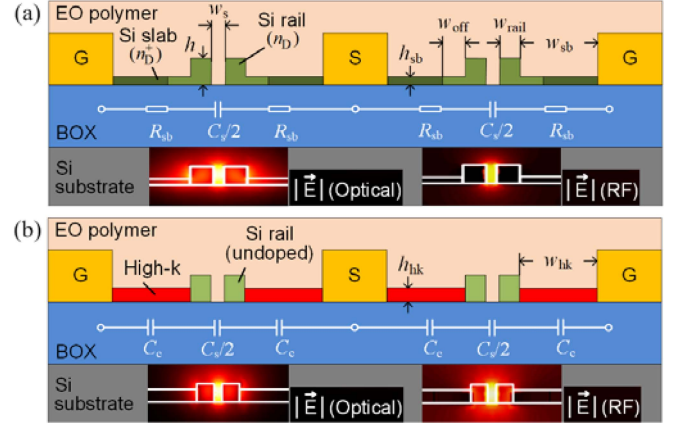 (a)
EO polymer
Si slab
(n_D^+)
h
w_s
Si rail
(n_D)
w_off
w_rail
w_sb
h_sb
G
S
G
R_sb
C_s/2
R_sb
R_sb
C_s/2
R_sb
BOX
Si
substrate
|E⃗| (Optical)
|E⃗| (RF)
(b)
EO polymer
Si rail
(undoped)
High-k
h_hk
w_hk
G
S
G
C_c
C_s/2
C_c
C_c
C_s/2
C_c
BOX
Si
substrate
|E⃗| (Optical)
|E⃗| (RF)